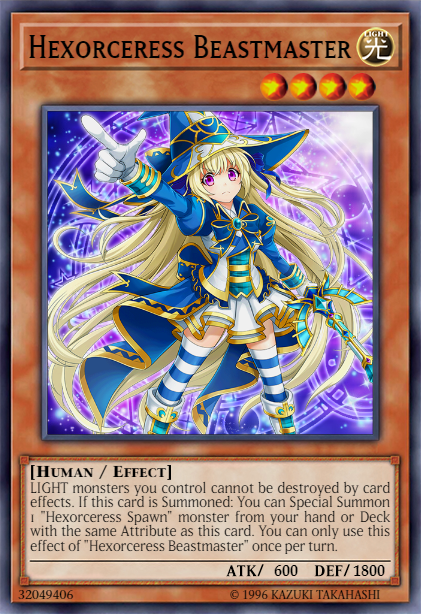 Hexorceress Beastmaster
LIGHT
光
[Human / Effect]
LIGHT monsters you control cannot be destroyed by card
effects. If this card is Summoned: You can Special Summon
1 "Hexorceress Spawn" monster from your hand or Deck
with the same Attribute as this card. You can only use this
effect of "Hexorceress Beastmaster" once per turn.
ATK/ 600 DEF/1800
32049406 © 1996 KAZUKI TAKAHASHI